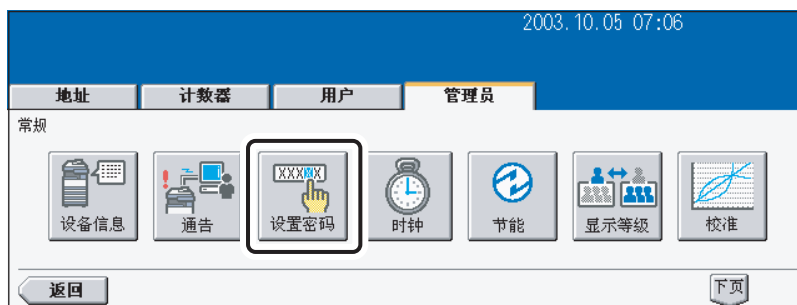 2003.10.05 07:06
地址 计数器 用户 管理员
常规
XXXXX
设备信息 通告 设置密码 时钟 节能 显示等级 校准
返回 下页